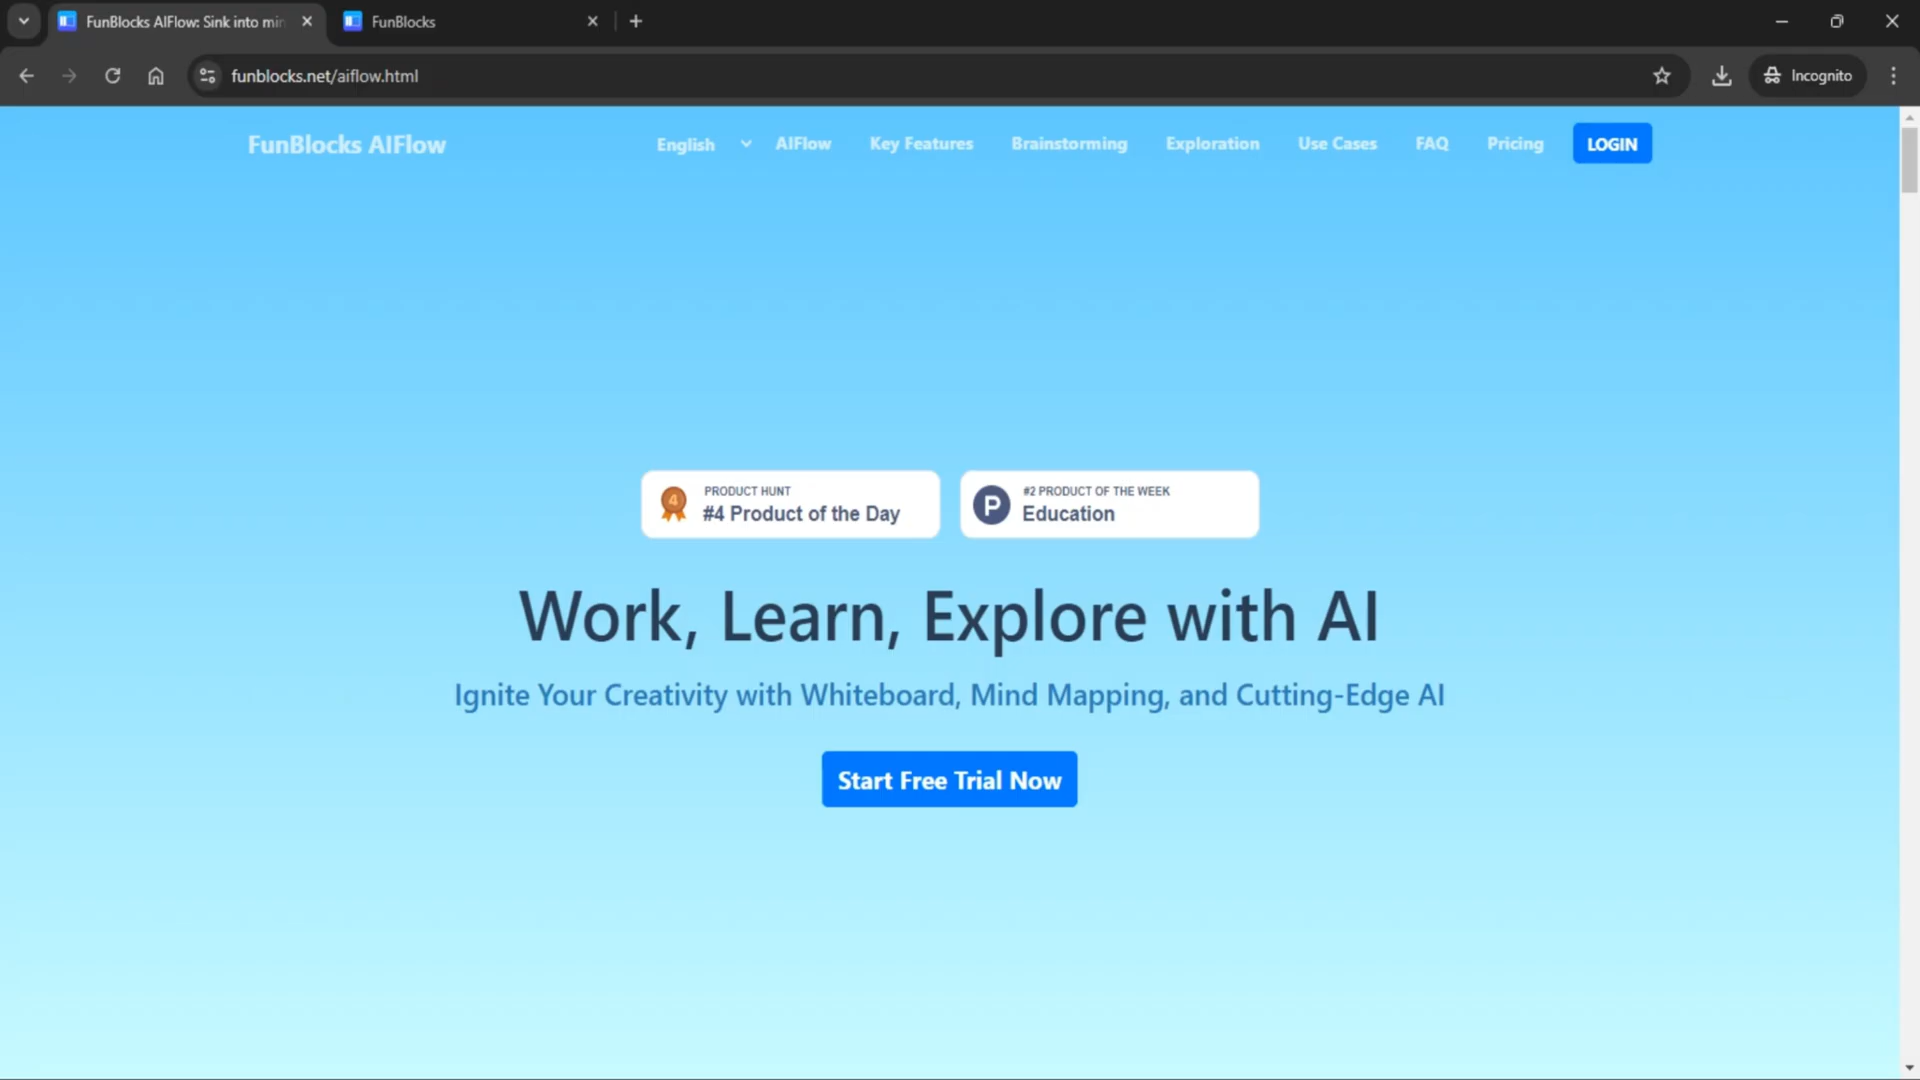 FunBlocks AIFlow: Sink into min
FunBlocks
funblocks.net/aiflow.html
Incognito
FunBlocks AIFlow
English
AIFlow
Key Features
Brainstorming
Exploration
Use Cases
FAQ
Pricing
LOGIN
4
PRODUCT HUNT
#4 Product of the Day
P
#2 PRODUCT OF THE WEEK
Education
Work, Learn, Explore with AI
Ignite Your Creativity with Whiteboard, Mind Mapping, and Cutting-Edge AI
Start Free Trial Now